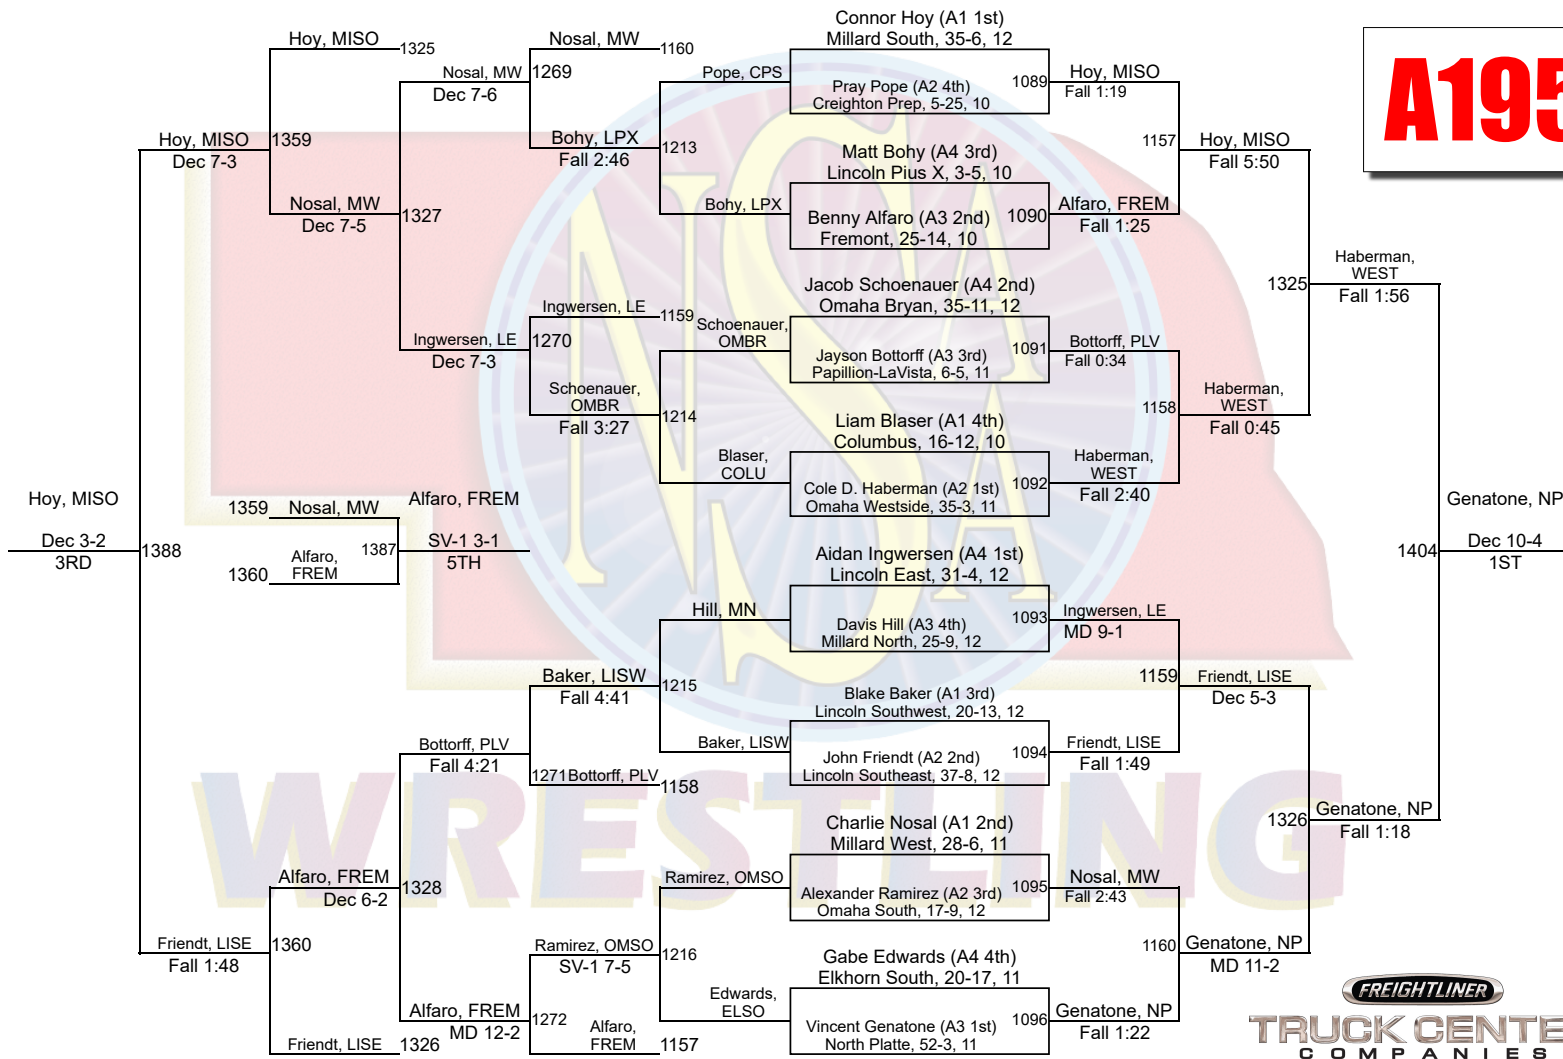 Connor Hoy (A1 1st)
Millard South, 35-6, 12
Hoy, MISO
1325
Nosal, MW
1160
A195
Nosal, MW
1269
Dec 7-6
Pope, CPS
Pray Pope (A2 4th)
Creighton Prep, 5-25, 10
1089
Hoy, MISO
Fall 1:19
Hoy, MISO
1359
Dec 7-3
Bohy, LPX
1213
Fall 2:46
Matt Bohy (A4 3rd)
Lincoln Pius X, 3-5, 10
1157
Hoy, MISO
Fall 5:50
Nosal, MW
1327
Dec 7-5
Bohy, LPX
Benny Alfaro (A3 2nd)
Fremont, 25-14, 10
1090
Alfaro, FREM
Fall 1:25
Jacob Schoenauer (A4 2nd)
Omaha Bryan, 35-11, 12
1325
Haberman,
WEST
Fall 1:56
Ingwersen, LE
1159
Ingwersen, LE
1270
Dec 7-3
Schoenauer,
OMBR
Jayson Bottorff (A3 3rd)
Papillion-LaVista, 6-5, 11
1091
Bottorff, PLV
Fall 0:34
Schoenauer,
OMBR
1214
Fall 3:27
Liam Blaser (A1 4th)
Columbus, 16-12, 10
1158
Haberman,
WEST
Fall 0:45
Blaser,
COLU
Cole D. Haberman (A2 1st)
Omaha Westside, 35-3, 11
1092
Haberman,
WEST
Fall 2:40
Hoy, MISO
Dec 3-2
3RD
1388
1359
Nosal, MW
Alfaro, FREM
1387
SV-1 3-1
5TH
1360
Alfaro,
FREM
Genatone, NP
1404
Dec 10-4
1ST
Aidan Ingwersen (A4 1st)
Lincoln East, 31-4, 12
Hill, MN
Davis Hill (A3 4th)
Millard North, 25-9, 12
1093
Ingwersen, LE
MD 9-1
Baker, LISW
1215
Fall 4:41
Blake Baker (A1 3rd)
Lincoln Southwest, 20-13, 12
1159
Friendt, LISE
Dec 5-3
Bottorff, PLV
Fall 4:21
Baker, LISW
John Friendt (A2 2nd)
Lincoln Southeast, 37-8, 12
1094
Friendt, LISE
Fall 1:49
1271
Bottorff, PLV
1158
NSAA
WRESTLING
Charlie Nosal (A1 2nd)
Millard West, 28-6, 11
1326
Genatone, NP
Fall 1:18
Alfaro, FREM
1328
Dec 6-2
Ramirez, OMSO
Alexander Ramirez (A2 3rd)
Omaha South, 17-9, 12
1095
Nosal, MW
Fall 2:43
Friendt, LISE
1360
Fall 1:48
Ramirez, OMSO
1216
SV-1 7-5
Gabe Edwards (A4 4th)
Elkhorn South, 20-17, 11
1160
Genatone, NP
MD 11-2
Alfaro, FREM
1272
MD 12-2
Edwards,
ELSO
Vincent Genatone (A3 1st)
North Platte, 52-3, 11
1096
Genatone, NP
Fall 1:22
Friendt, LISE
1326
Alfaro,
FREM
1157
FREIGHTLINER
TRUCK CENTE
COMPANIES